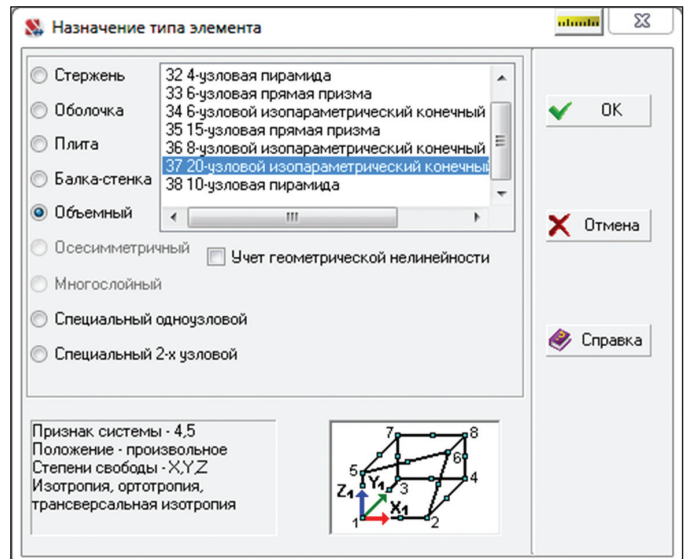 Назначение типа элемента
Стержень
Оболочка
Плита
Балка-стенка
Объемный
Осесимметричный
Многослойный
Специальный одноузловой
Специальный 2-х узловой
32 4-узловая пирамида
33 6-узловая прямая призма
34 6-узловой изопараметрический конечный
35 15-узловая прямая призма
36 8-узловой изопараметрический конечный
37 20-узловой изопараметрический конечный
38 10-узловая пирамида
Учет геометрической нелинейности
OK
Отмена
Справка
Признак системы - 4,5
Положение - произвольное
Степени свободы - X,Y,Z
Изотропия, ортотропия,
трансверсальная изотропия
7 8
5 6
Z1 Y1 3 4
X1
1 2